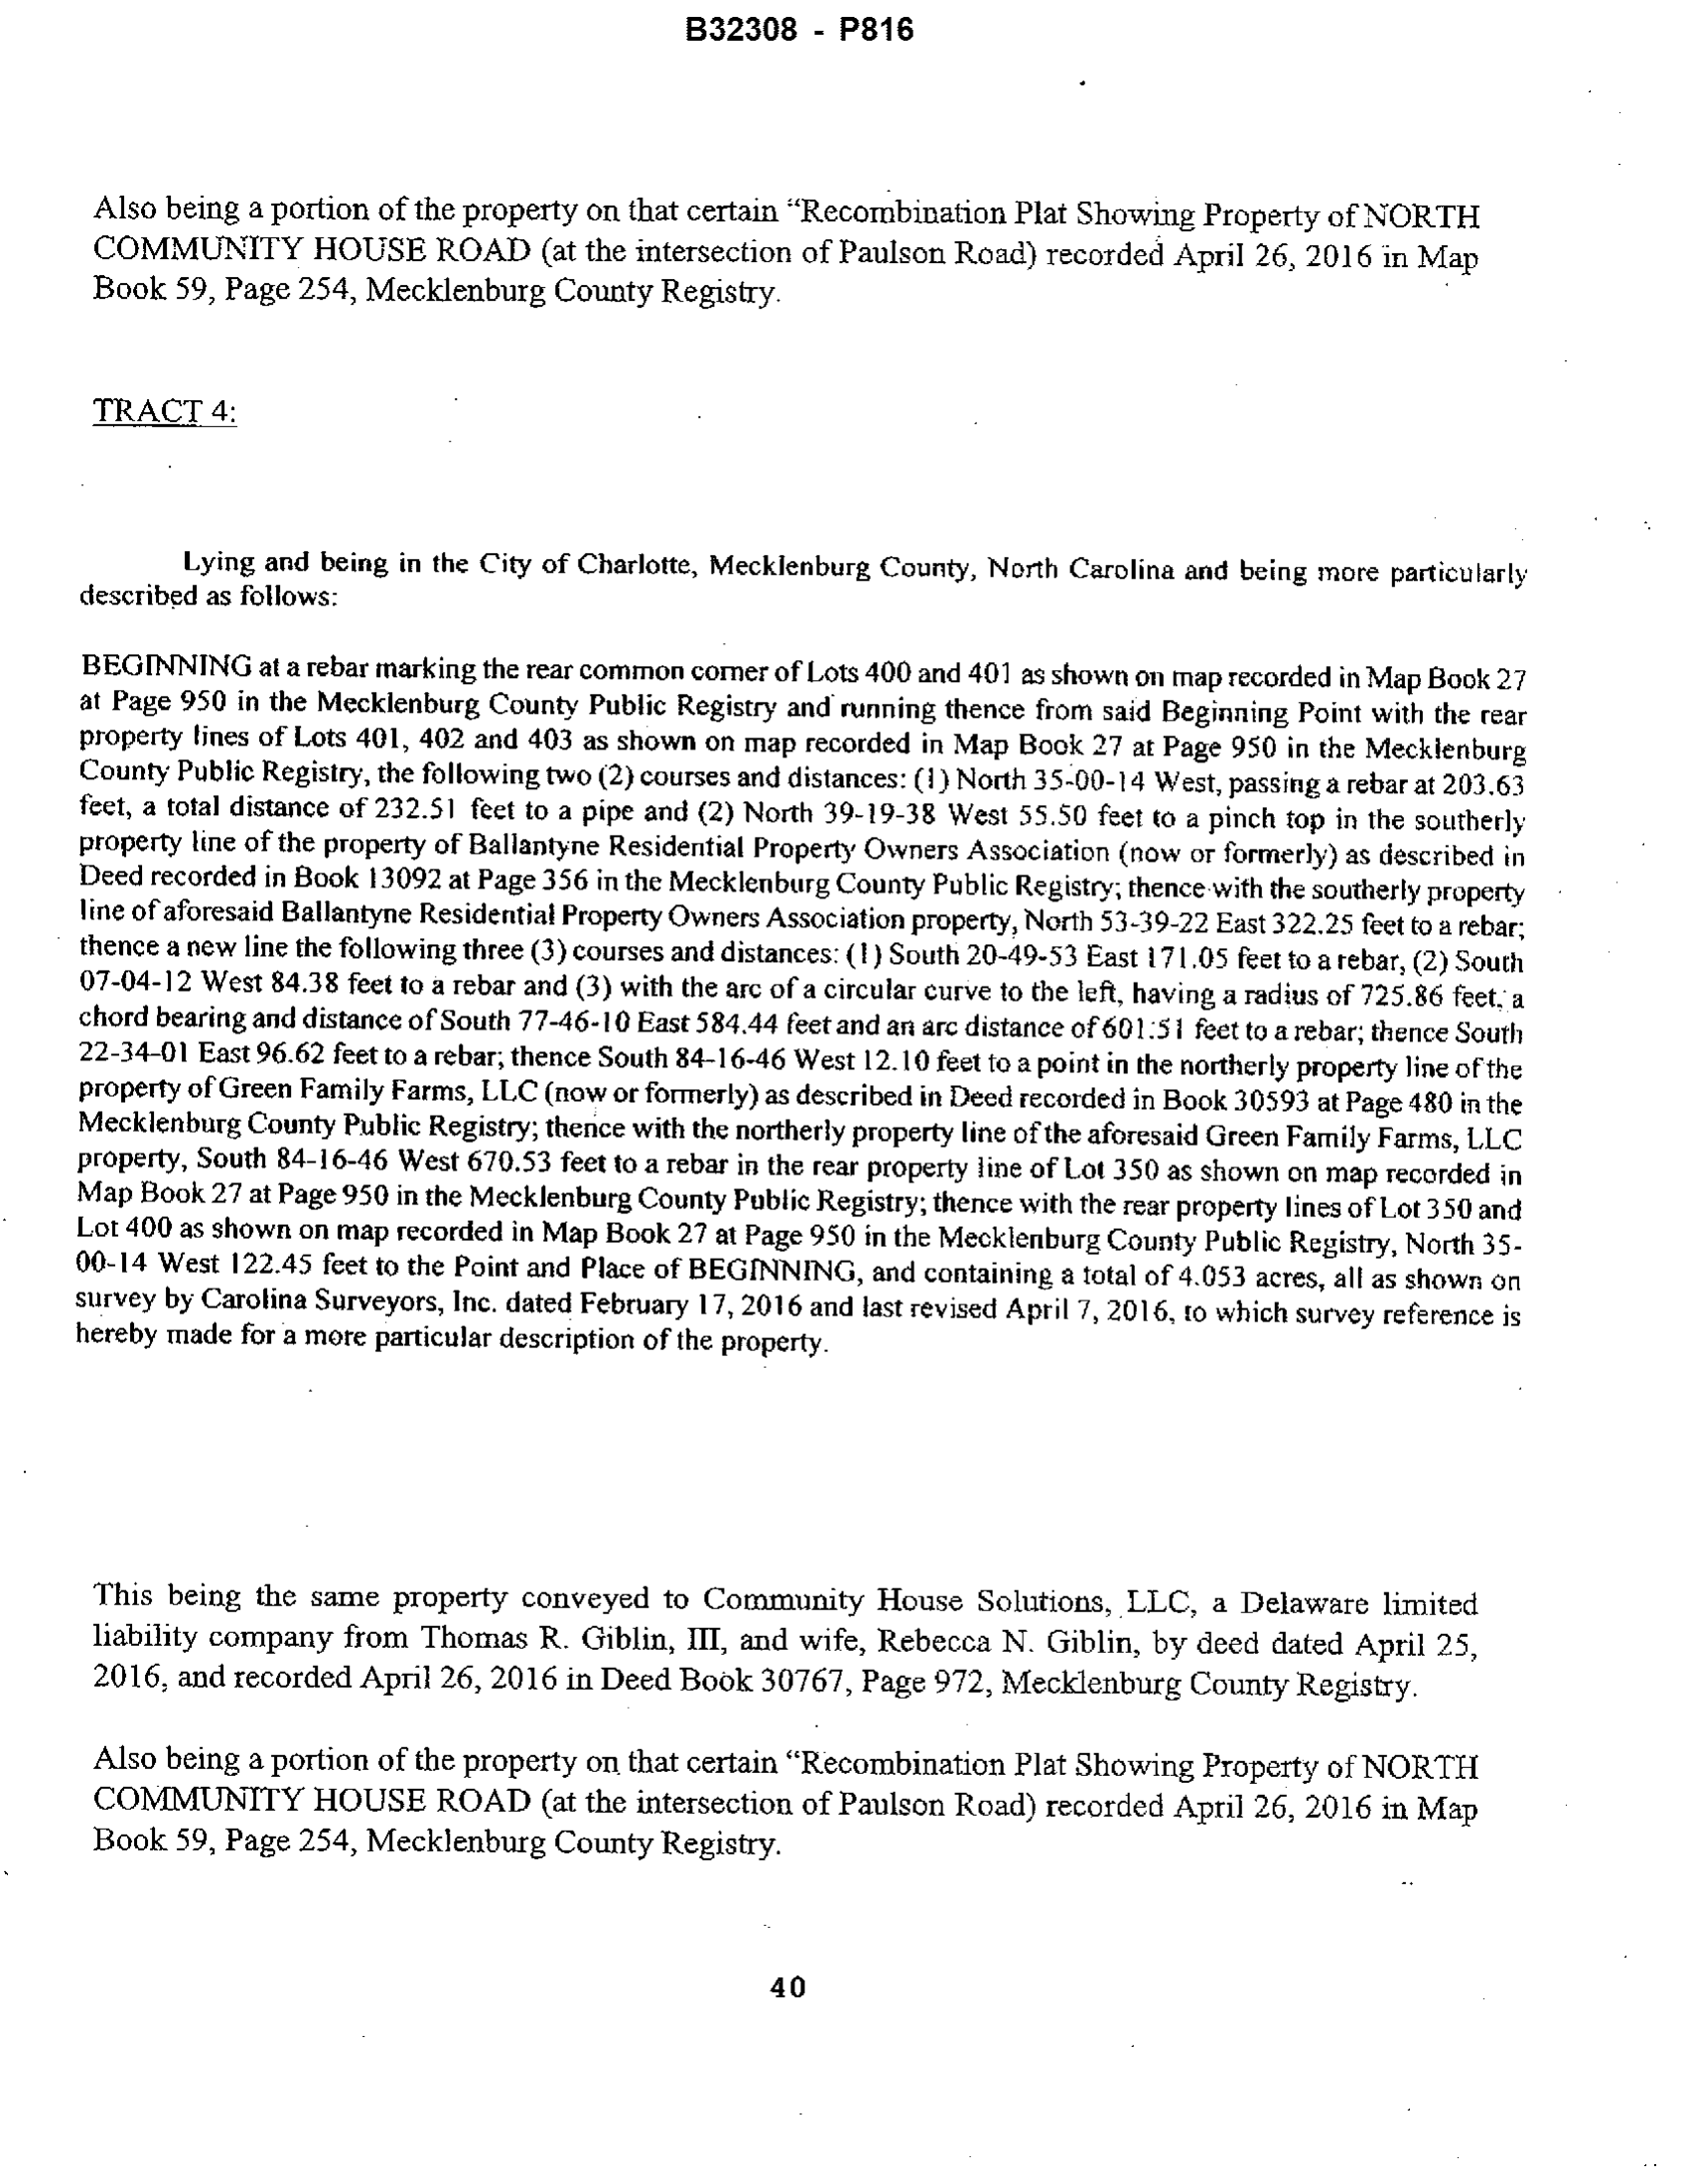 B32308 - P816
Also being a portion of the property on that certain “Recombination Plat Showing Property of NORTH
COMMUNITY HOUSE ROAD (at the intersection of Paulson Road) recorded April 26, 2016 in Map
Book 59, Page 254, Mecklenburg County Registry.
TRACT 4:
Lying and being in the City of Charlotte, Mecklenburg County, North Carolina and being more particularly
described as follows:
BEGINNING at a rebar marking the rear common corner of Lots 400 and 401 as shown on map recorded in Map Book 27
at Page 950 in the Mecklenburg County Public Registry and running thence from said Beginning Point with the rear
property lines of Lots 401, 402 and 403 as shown on map recorded in Map Book 27 at Page 950 in the Mecklenburg
County Public Registry, the following two (2) courses and distances: (1) North 35-00-14 West, passing a rebar at 203.63
feet, a total distance of 232.51 feet to a pipe and (2) North 39-19-38 West 55.50 feet to a pinch top in the southerly
property line of the property of Ballantyne Residential Property Owners Association (now or formerly) as described in
Deed recorded in Book 13092 at Page 356 in the Mecklenburg County Public Registry; thence with the southerly property
line of aforesaid Ballantyne Residential Property Owners Association property, North 53-39-22 East 322.25 feet to a rebar;
thence a new line the following three (3) courses and distances: (1) South 20-49-53 East 171.05 feet to a rebar, (2) South
07-04-12 West 84.38 feet to a rebar and (3) with the arc of a circular curve to the left, having a radius of 725.86 feet, a
chord bearing and distance of South 77-46-10 East 584.44 feet and an arc distance of 601.51 feet to a rebar; thence South
22-34-01 East 96.62 feet to a rebar; thence South 84-16-46 West 12.10 feet to a point in the northerly property line of the
property of Green Family Farms, LLC (now or formerly) as described in Deed recorded in Book 30593 at Page 480 in the
Mecklenburg County Public Registry; thence with the northerly property line of the aforesaid Green Family Farms, LLC
property, South 84-16-46 West 670.53 feet to a rebar in the rear property line of Lot 350 as shown on map recorded in
Map Book 27 at Page 950 in the Mecklenburg County Public Registry; thence with the rear property lines of Lot 350 and
Lot 400 as shown on map recorded in Map Book 27 at Page 950 in the Mecklenburg County Public Registry, North 35-
00-14 West 122.45 feet to the Point and Place of BEGINNING, and containing a total of 4.053 acres, all as shown on
survey by Carolina Surveyors, Inc. dated February 17, 2016 and last revised April 7, 2016, to which survey reference is
hereby made for a more particular description of the property.
This being the same property conveyed to Community House Solutions, LLC, a Delaware limited
liability company from Thomas R. Giblin, III, and wife, Rebecca N. Giblin, by deed dated April 25,
2016, and recorded April 26, 2016 in Deed Book 30767, Page 972, Mecklenburg County Registry.
Also being a portion of the property on that certain “Recombination Plat Showing Property of NORTH
COMMUNITY HOUSE ROAD (at the intersection of Paulson Road) recorded April 26, 2016 in Map
Book 59, Page 254, Mecklenburg County Registry.
40